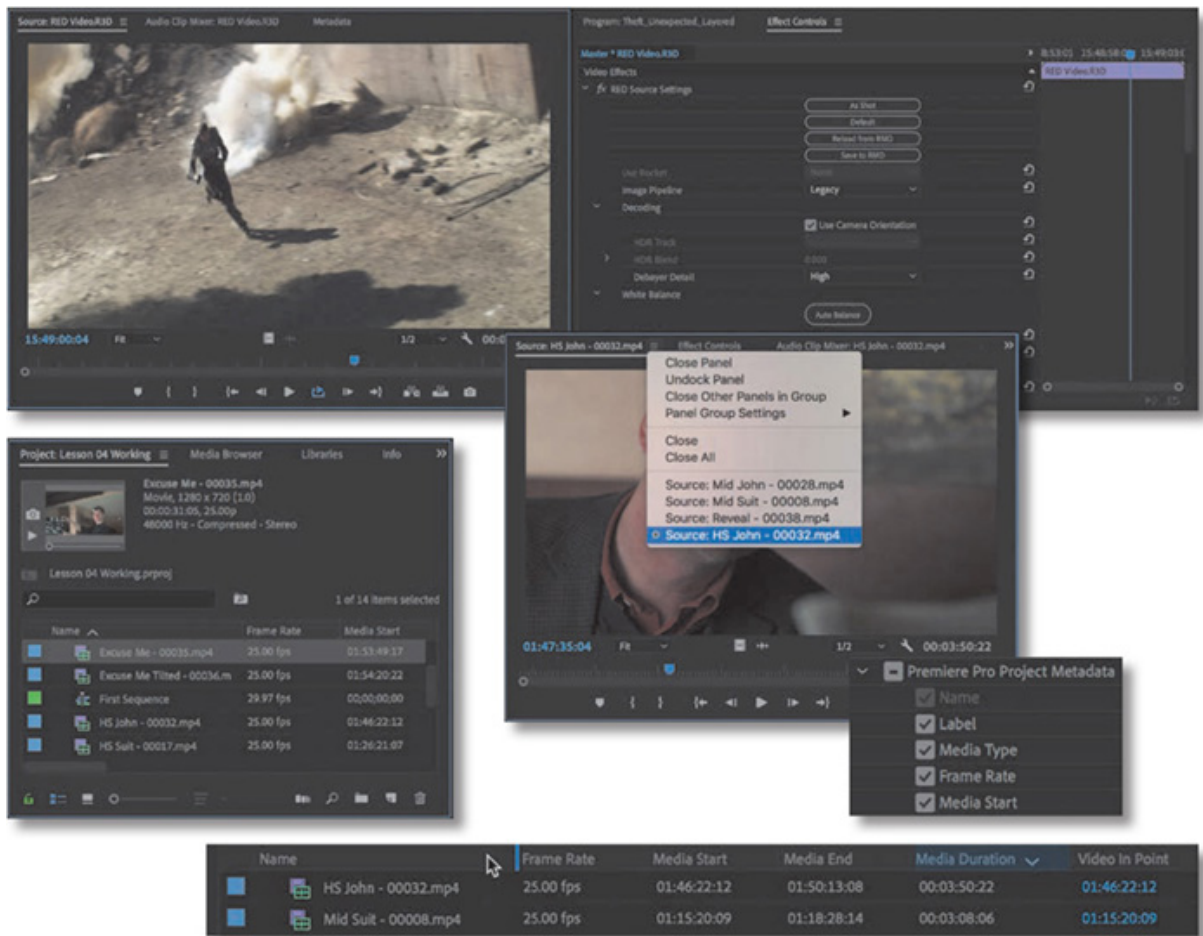 Source: RED Video.R3D
Audio Clip Mixer: RED Video.R3D
Metadata
15:49:00:04
Fit
1/2
Program: Theft_Unexpected_Layered
Effect Controls
Master * RED Video.R3D
15:48:58
15:49:03
RED Video.R3D
Video Effects
fx RED Source Settings
As Shot
Default
Reload from RMD
Save to RMD
Use Rocket
None
Image Pipeline
Legacy
Decoding
Use Camera Orientation
HDR Track
HDR Blend
0.000
Debayer Detail
High
White Balance
Auto Balance
Source: HS John - 00032.mp4
Effect Controls
Audio Clip Mixer: HS John - 00032.mp4
Close Panel
Undock Panel
Close Other Panels in Group
Panel Group Settings
Close
Close All
Source: Mid John - 00028.mp4
Source: Mid Suit - 00008.mp4
Source: Reveal - 00038.mp4
Source: HS John - 00032.mp4
01:47:35:04
Fit
1/2
00:03:50:22
Project: Lesson 04 Working
Media Browser
Libraries
Info
Excuse Me - 00035.mp4
Movie, 1280 x 720 (1.0)
00:00:31:05, 25.00p
48000 Hz - Compressed - Stereo
Lesson 04 Working.prproj
1 of 14 items selected
Name Frame Rate Media Start
Excuse Me - 00035.mp4 25.00 fps 01:53:49:17
Excuse Me Tilted - 00036.m 25.00 fps 01:54:20:22
First Sequence 29.97 fps 00;00;00;00
HS John - 00032.mp4 25.00 fps 01:46:22:12
HS Suit - 00017.mp4 25.00 fps 01:26:21:07
Premiere Pro Project Metadata
Name
Label
Media Type
Frame Rate
Media Start
Name Frame Rate Media Start Media End Media Duration Video In Point
HS John - 00032.mp4 25.00 fps 01:46:22:12 01:50:13:08 00:03:50:22 01:46:22:12
Mid Suit - 00008.mp4 25.00 fps 01:15:20:09 01:18:28:14 00:03:08:06 01:15:20:09